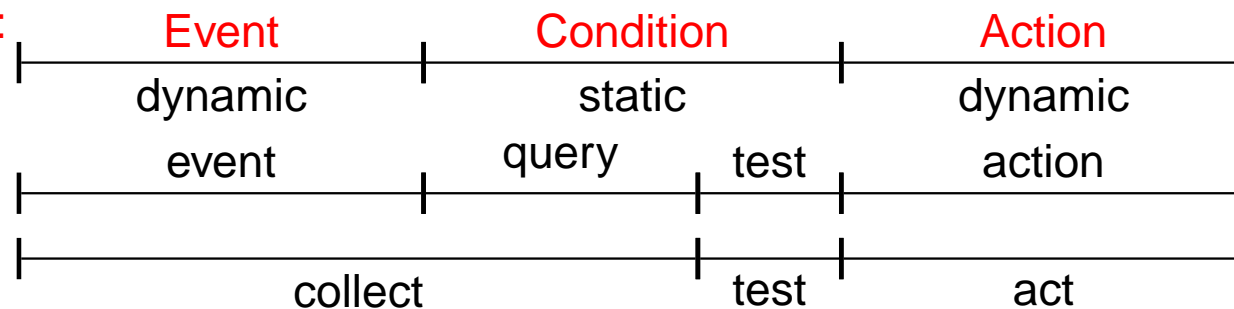 : Event Condition Action
dynamic static dynamic
event query test action
collect test act